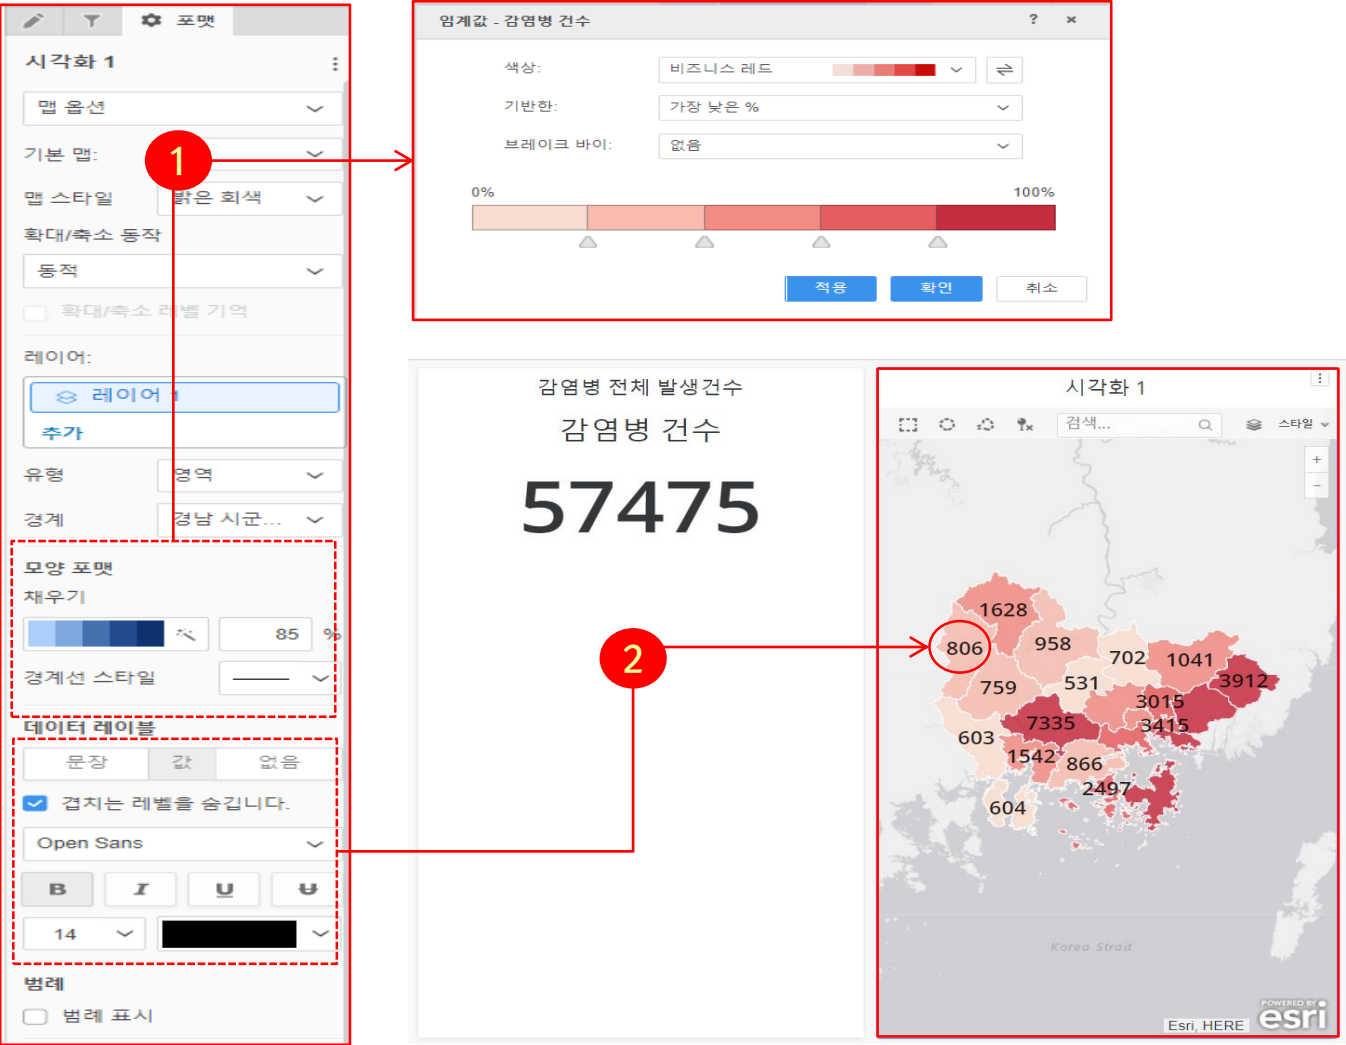 포맷
시각화 1
맵 옵션
기본 맵:
맵 스타일
밝은 회색
확대/축소 동작
동적
확대/축소 레벨 기억
레이어:
레이어 1
추가
유형
영역
경계
경남 시군...
모양 포맷
채우기
85 %
경계선 스타일
데이터 레이블
문장
값
없음
겹치는 레벨을 숨깁니다.
Open Sans
B
I
U
U
14
범례
범례 표시
1
임계값 - 감염병 건수
?
×
색상:
비즈니스 레드
기반한:
가장 낮은 %
브레이크 바이:
없음
0%
100%
적용
확인
취소
2
감염병 전체 발생건수
감염병 건수
57475
시각화 1
검색...
스타일
+
−
1628
806
958
702
1041
759
531
3912
3015
7335
3415
603
1542
866
2497
604
Korea Strait
POWERED BY
esri
Esri, HERE